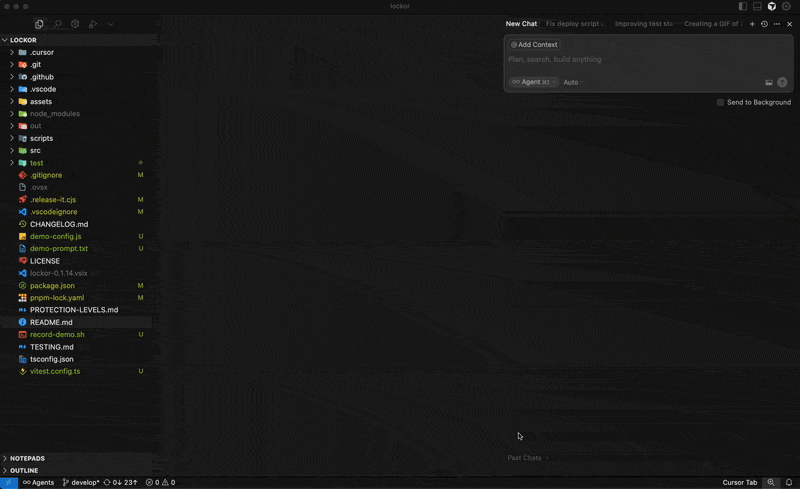 lockor
New Chat Fix deploy script i Improving test sta Creating a GIF of
LOCKOR
@ Add Context
.cursor
Plan, search, build anything
.git
.github
Agent ⌘I Auto
.vscode
assets
Send to Background
node_modules
out
scripts
src
test
.gitignore M
.ovsx
.release-it.cjs M
.vscodeignore M
CHANGELOG.md
demo-config.js U
demo-prompt.txt U
LICENSE
lockor-0.1.14.vsix
package.json M
pnpm-lock.yaml M
PROTECTION-LEVELS.md
README.md
record-demo.sh U
TESTING.md
tsconfig.json
vitest.config.ts U
NOTEPADS
Past Chats
OUTLINE
Agents develop* 0↓ 23↑ 0 0 Cursor Tab